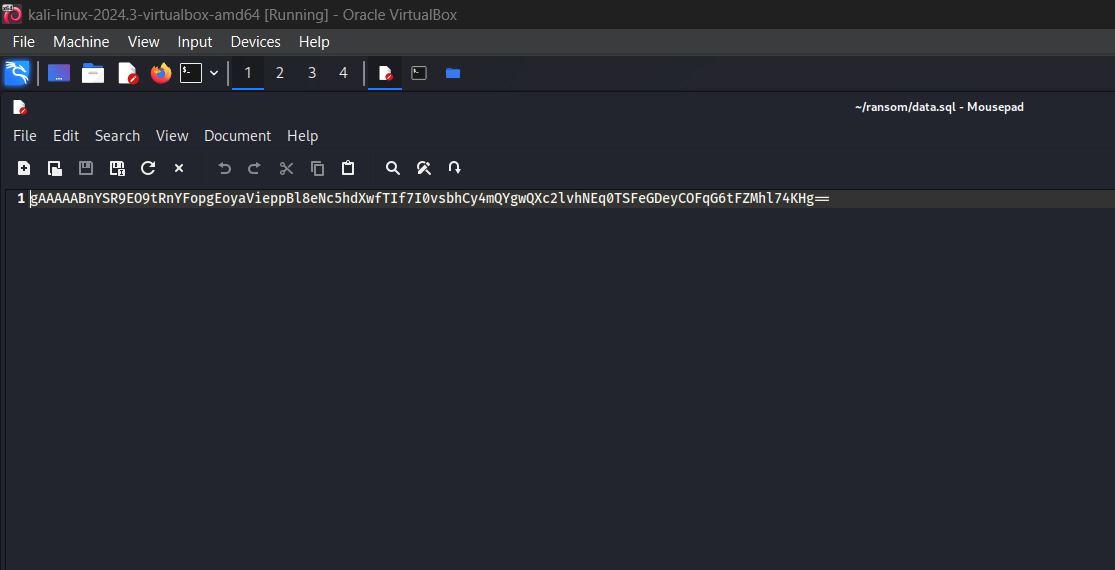 kali-linux-2024.3-virtualbox-amd64 [Running] - Oracle VirtualBox
File Machine View Input Devices Help
1 2 3 4
~/ransom/data.sql - Mousepad
File Edit Search View Document Help
1 gAAAAABnYSR9EO9tRnYFopgEoyaVieppBl8eNc5hdXwfTIf7I0vsbhCy4mQYgwQXc2lvhNEq0TSFeGDeyCOFqG6tFZMhl74KHg==